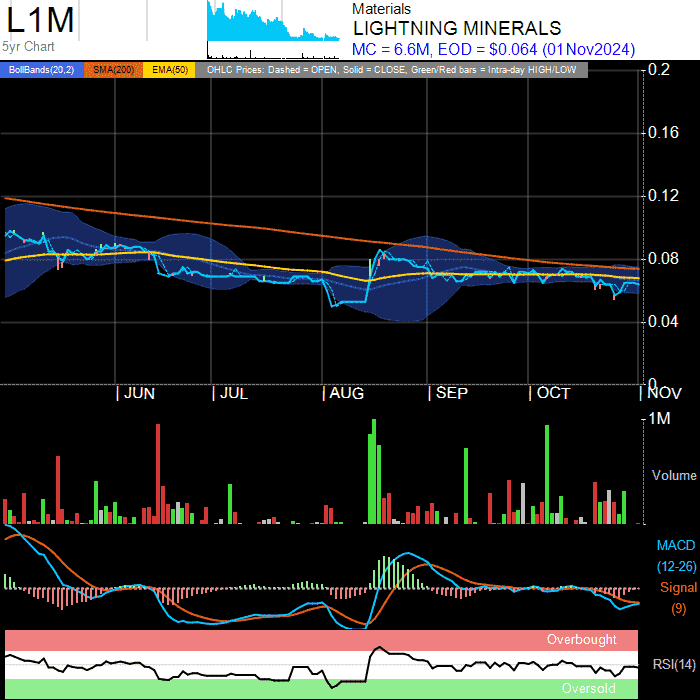 L1M
5yr Chart
Materials
LIGHTNING MINERALS
MC = 6.6M, EOD = $0.064 (01Nov2024)
BollBands(20,2) SMA(200) EMA(50) OHLC Prices: Dashed = OPEN, Solid = CLOSE, Green/Red bars = Intra-day HIGH/LOW
0.2
0.16
0.12
0.08
0.04
0
| JUN | JUL | AUG | SEP | OCT | NOV
1M
Volume
MACD
(12-26)
Signal
(9)
Overbought
RSI(14)
Oversold